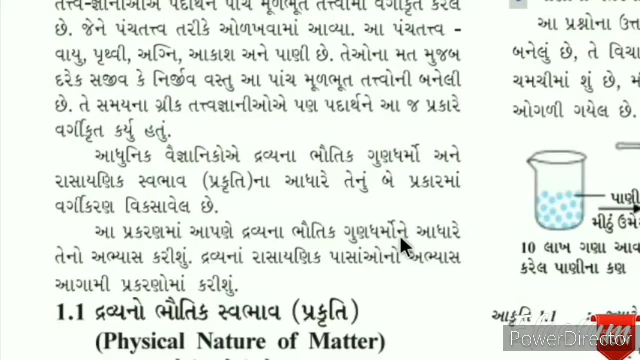 તત્ત્વ-જ્ઞાનીઓએ પદાર્થને પાંચ મૂળભૂત તત્ત્વોમાં વર્ગીકૃત કરેલ
છે. જેને પંચતત્ત્વ તરીકે ઓળખવામાં આવ્યા. આ પંચતત્ત્વ -
વાયુ, પૃથ્વી, અગ્નિ, આકાશ અને પાણી છે. તેઓના મત મુજબ
દરેક સજીવ કે નિર્જીવ વસ્તુ આ પાંચ મૂળભૂત તત્ત્વોની બનેલી
છે. તે સમયના ગ્રીક તત્ત્વજ્ઞાનીઓએ પણ પદાર્થને આ જ પ્રકારે
વર્ગીકૃત કર્યુ હતું.
આધુનિક વૈજ્ઞાનિકોએ દ્રવ્યના ભૌતિક ગુણધર્મો અને
રાસાયણિક સ્વભાવ (પ્રકૃતિ)ના આધારે તેનું બે પ્રકારમાં
વર્ગીકરણ વિકસાવેલ છે.
આ પ્રકરણમાં આપણે દ્રવ્યના ભૌતિક ગુણધર્મોને આધારે
તેનો અભ્યાસ કરીશું. દ્રવ્યનાં રાસાયણિક પાસાંઓનો અભ્યાસ
આગામી પ્રકરણોમાં કરીશું.
1.1 દ્રવ્યનો ભૌતિક સ્વભાવ (પ્રકૃતિ)
(Physical Nature of Matter)
આ પ્રશ્નોના ઉત્ત
બનેલું છે, તે વિચા
ચમચીમાં શું છે, મ
ઓગળી ગયેલ છે.
પાણી
મીઠું ઉમે
10 લાખ ગણા આવ
કરેલ પાણીના કણ
આકૃતિ 1.1
PowerDirector